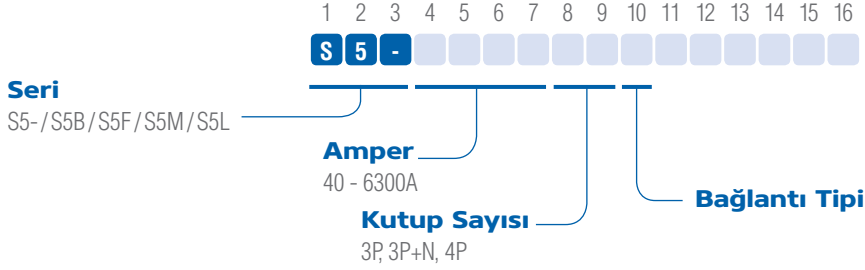 1 2 3 4 5 6 7 8 9 10 11 12 13 14 15 16
S 5 -
Seri
S5- / S5B / S5F / S5M / S5L
Amper
40 - 6300A
Bağlantı Tipi
Kutup Sayısı
3P, 3P+N, 4P